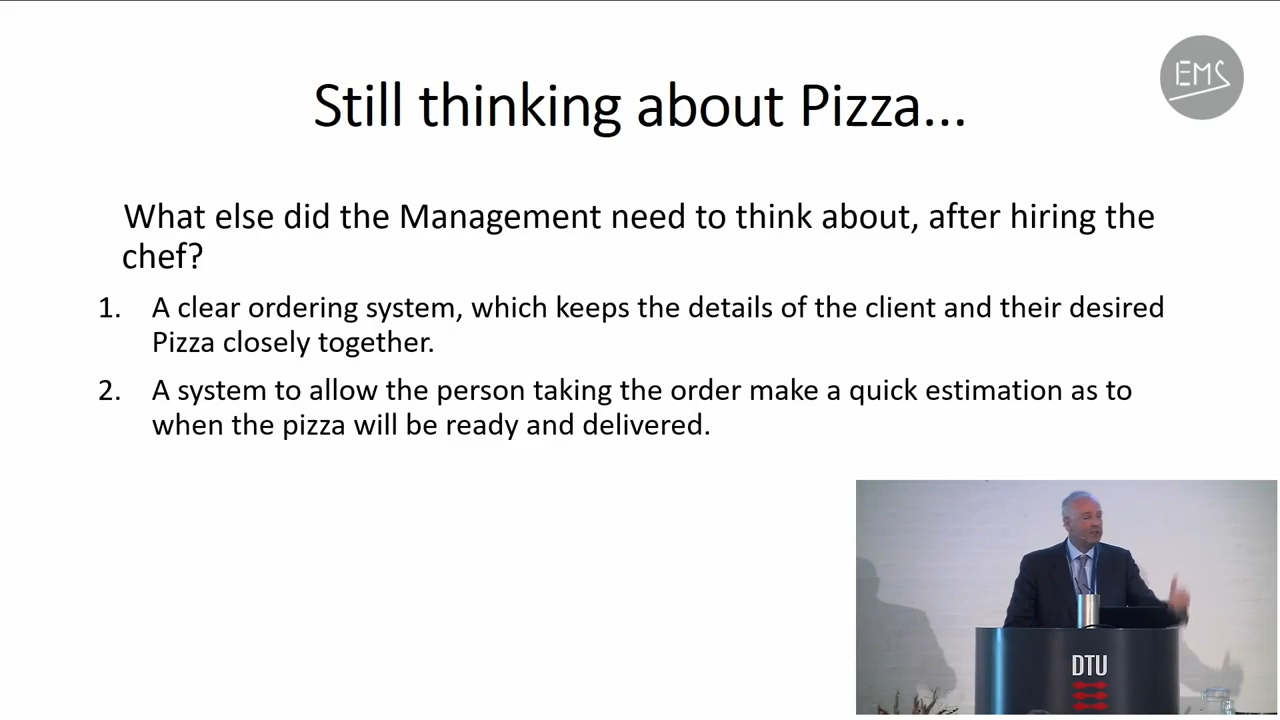 EMS
Still thinking about Pizza...
What else did the Management need to think about, after hiring the
chef?
1. A clear ordering system, which keeps the details of the client and their desired
Pizza closely together.
2. A system to allow the person taking the order make a quick estimation as to
when the pizza will be ready and delivered.
DTU